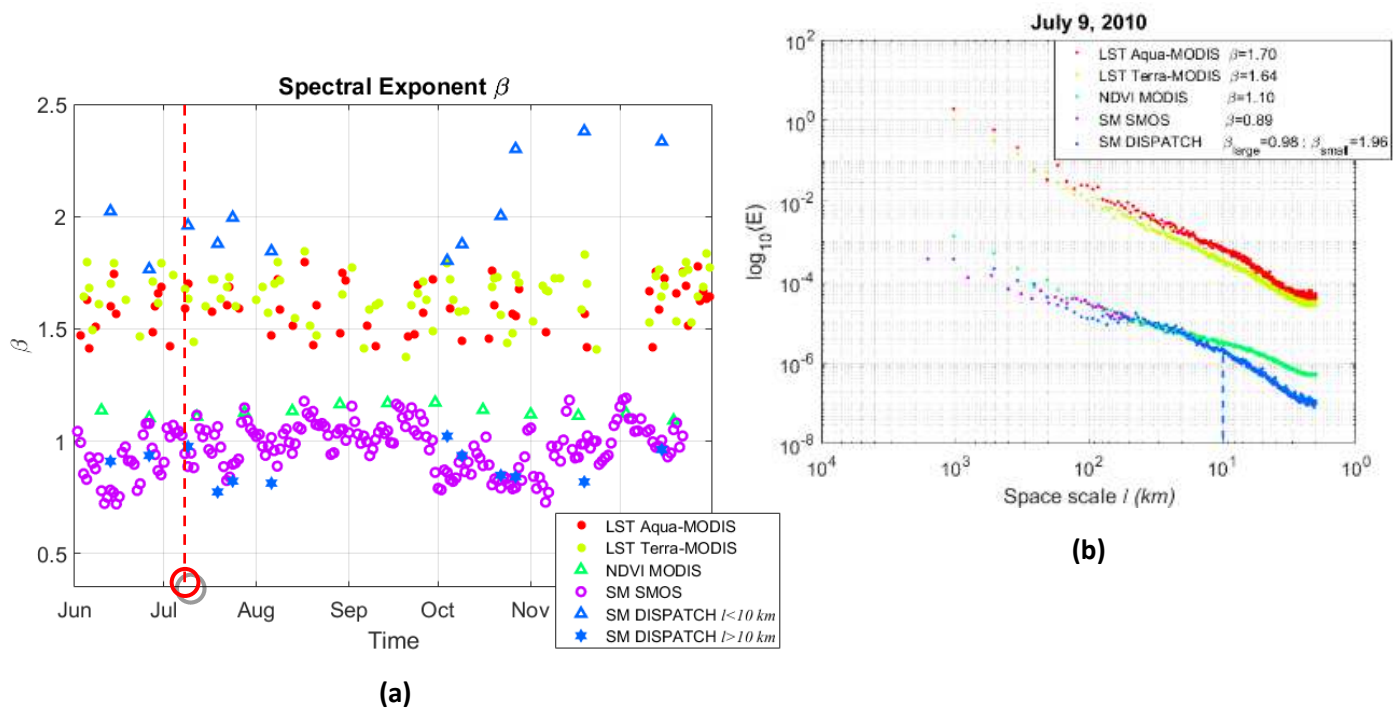 Spectral Exponent β
2.5
2
1.5
1
0.5
β
Jun Jul Aug Sep Oct Nov
Time
LST Aqua-MODIS
LST Terra-MODIS
NDVI MODIS
SM SMOS
SM DISPATCH l<10 km
SM DISPATCH l>10 km
(a)
July 9, 2010
LST Aqua-MODIS β=1.70
LST Terra-MODIS β=1.64
NDVI MODIS β=1.10
SM SMOS β=0.89
SM DISPATCH β_large=0.98 ; β_small=1.96
10^2
10^0
10^-2
10^-4
10^-6
10^-8
log_10(E)
10^4 10^3 10^2 10^1 10^0
Space scale l (km)
(b)